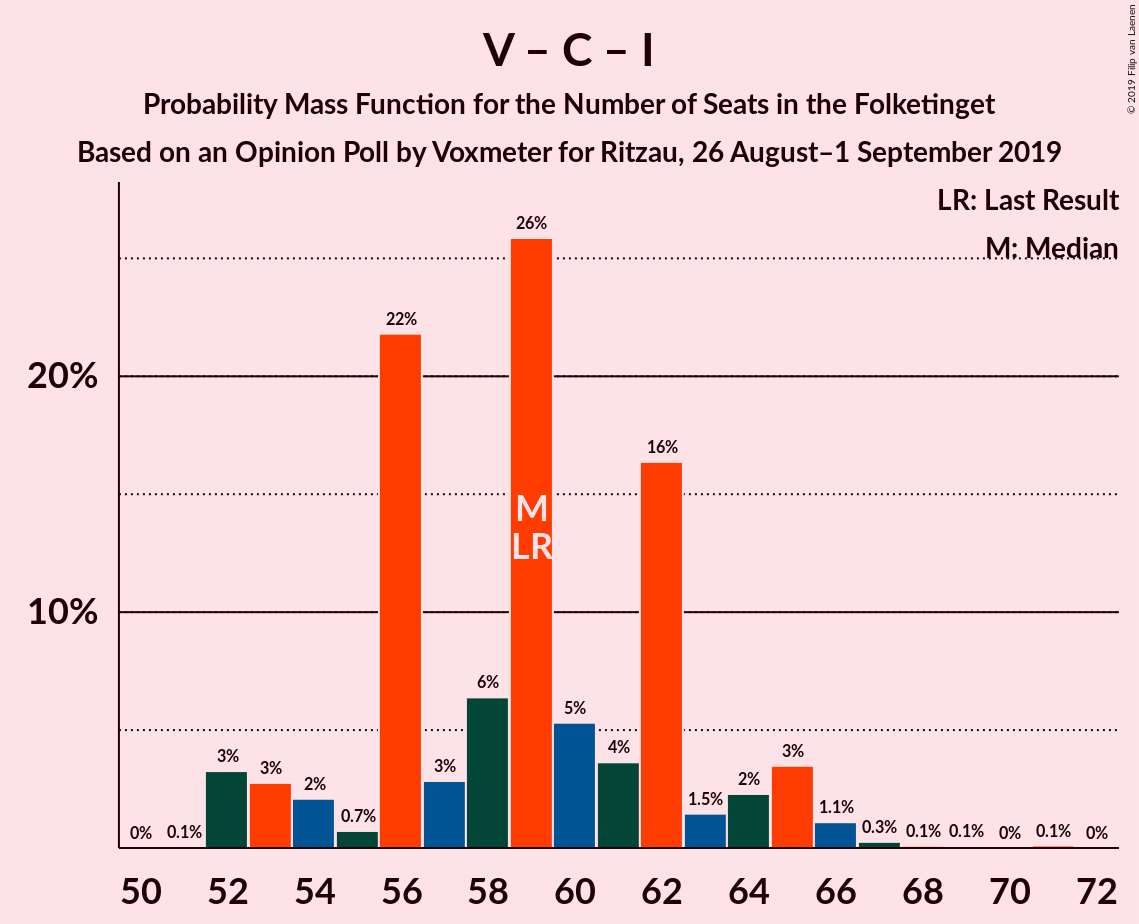 V – C – I
Probability Mass Function for the Number of Seats in the Folketinget
Based on an Opinion Poll by Voxmeter for Ritzau, 26 August–1 September 2019
© 2019 Filip van Laenen
LR: Last Result
M: Median
20%
10%
0%
0.1%
3%
3%
2%
0.7%
22%
3%
6%
26%
5%
4%
16%
1.5%
2%
3%
1.1%
0.3%
0.1%
0.1%
0%
0.1%
0%
M
LR
50 52 54 56 58 60 62 64 66 68 70 72